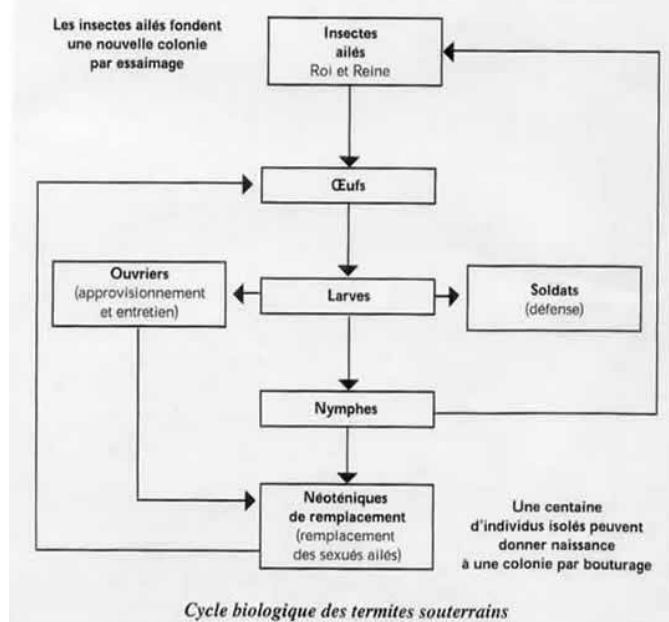 Les insectes ailés fondent
une nouvelle colonie
par essaimage
Insectes
ailés
Roi et Reine
Œufs
Ouvriers
(approvisionnement
et entretien)
Larves
Soldats
(défense)
Nymphes
Néoténiques
de remplacement
(remplacement
des sexués ailés)
Une centaine
d'individus isolés peuvent
donner naissance
à une colonie par bouturage
Cycle biologique des termites souterrains